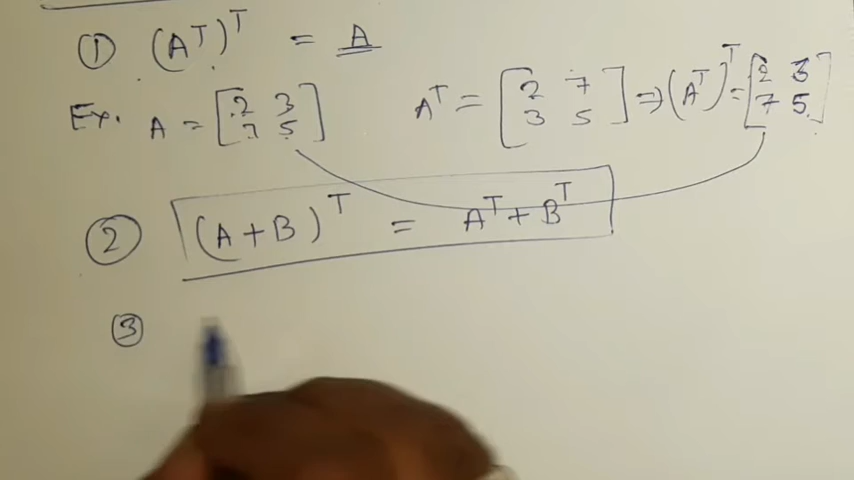 ① (Aᵀ)ᵀ = A
Ex. A = [2 3; 7 5] Aᵀ = [2 7; 3 5] ⇒ (Aᵀ)ᵀ = [2 3; 7 5]
② (A+B)ᵀ = Aᵀ + Bᵀ
③